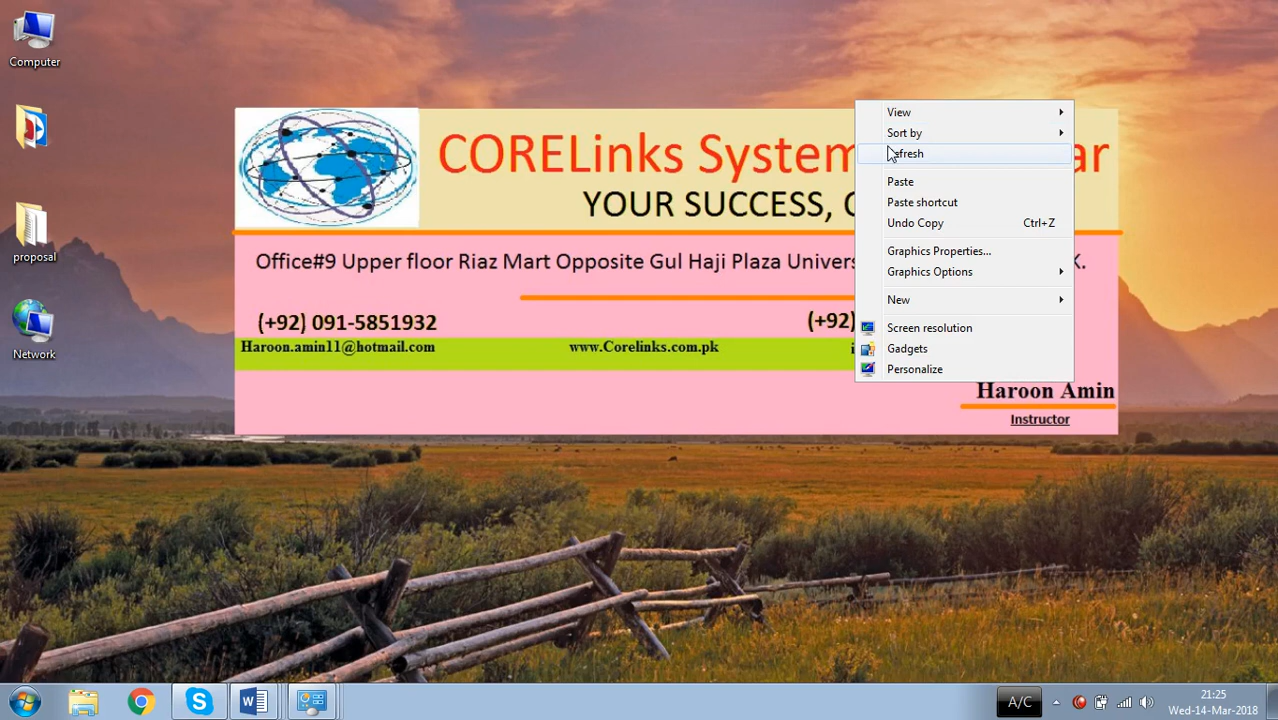 Computer
proposal
Network
CORELinks System
ar
YOUR SUCCESS,
Office#9 Upper floor Riaz Mart Opposite Gul Haji Plaza
K.
(+92) 091-5851932
(+92)
Haroon.amin11@hotmail.com
www.Corelinks.com.pk
Haroon Amin
Instructor
View
Sort by
Refresh
Paste
Paste shortcut
Undo Copy Ctrl+Z
Graphics Properties...
Graphics Options
New
Screen resolution
Gadgets
Personalize
A/C
21:25
Wed-14-Mar-2018